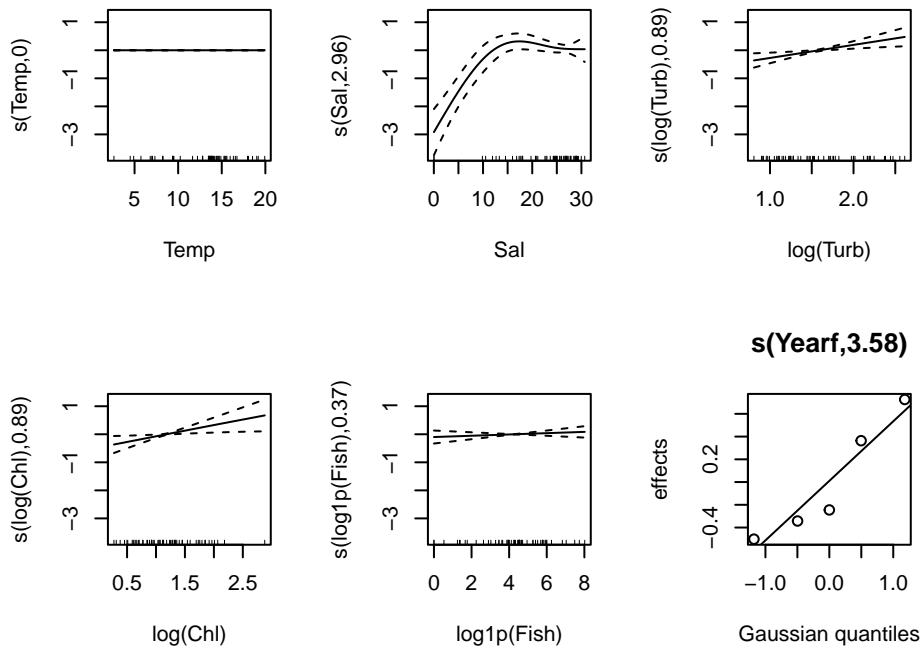 s(Temp,0)
1
−1
−3
5
10
15
20
Temp
s(Sal,2.96)
1
−1
−3
0
10
20
30
Sal
s(log(Turb),0.89)
1
−1
−3
1.0
2.0
log(Turb)
s(log(Chl),0.89)
1
−1
−3
0.5
1.5
2.5
log(Chl)
s(log1p(Fish),0.37)
1
−1
−3
0
2
4
6
8
log1p(Fish)
s(Yearf,3.58)
effects
0.2
−0.4
−1.0
0.0
1.0
Gaussian quantiles